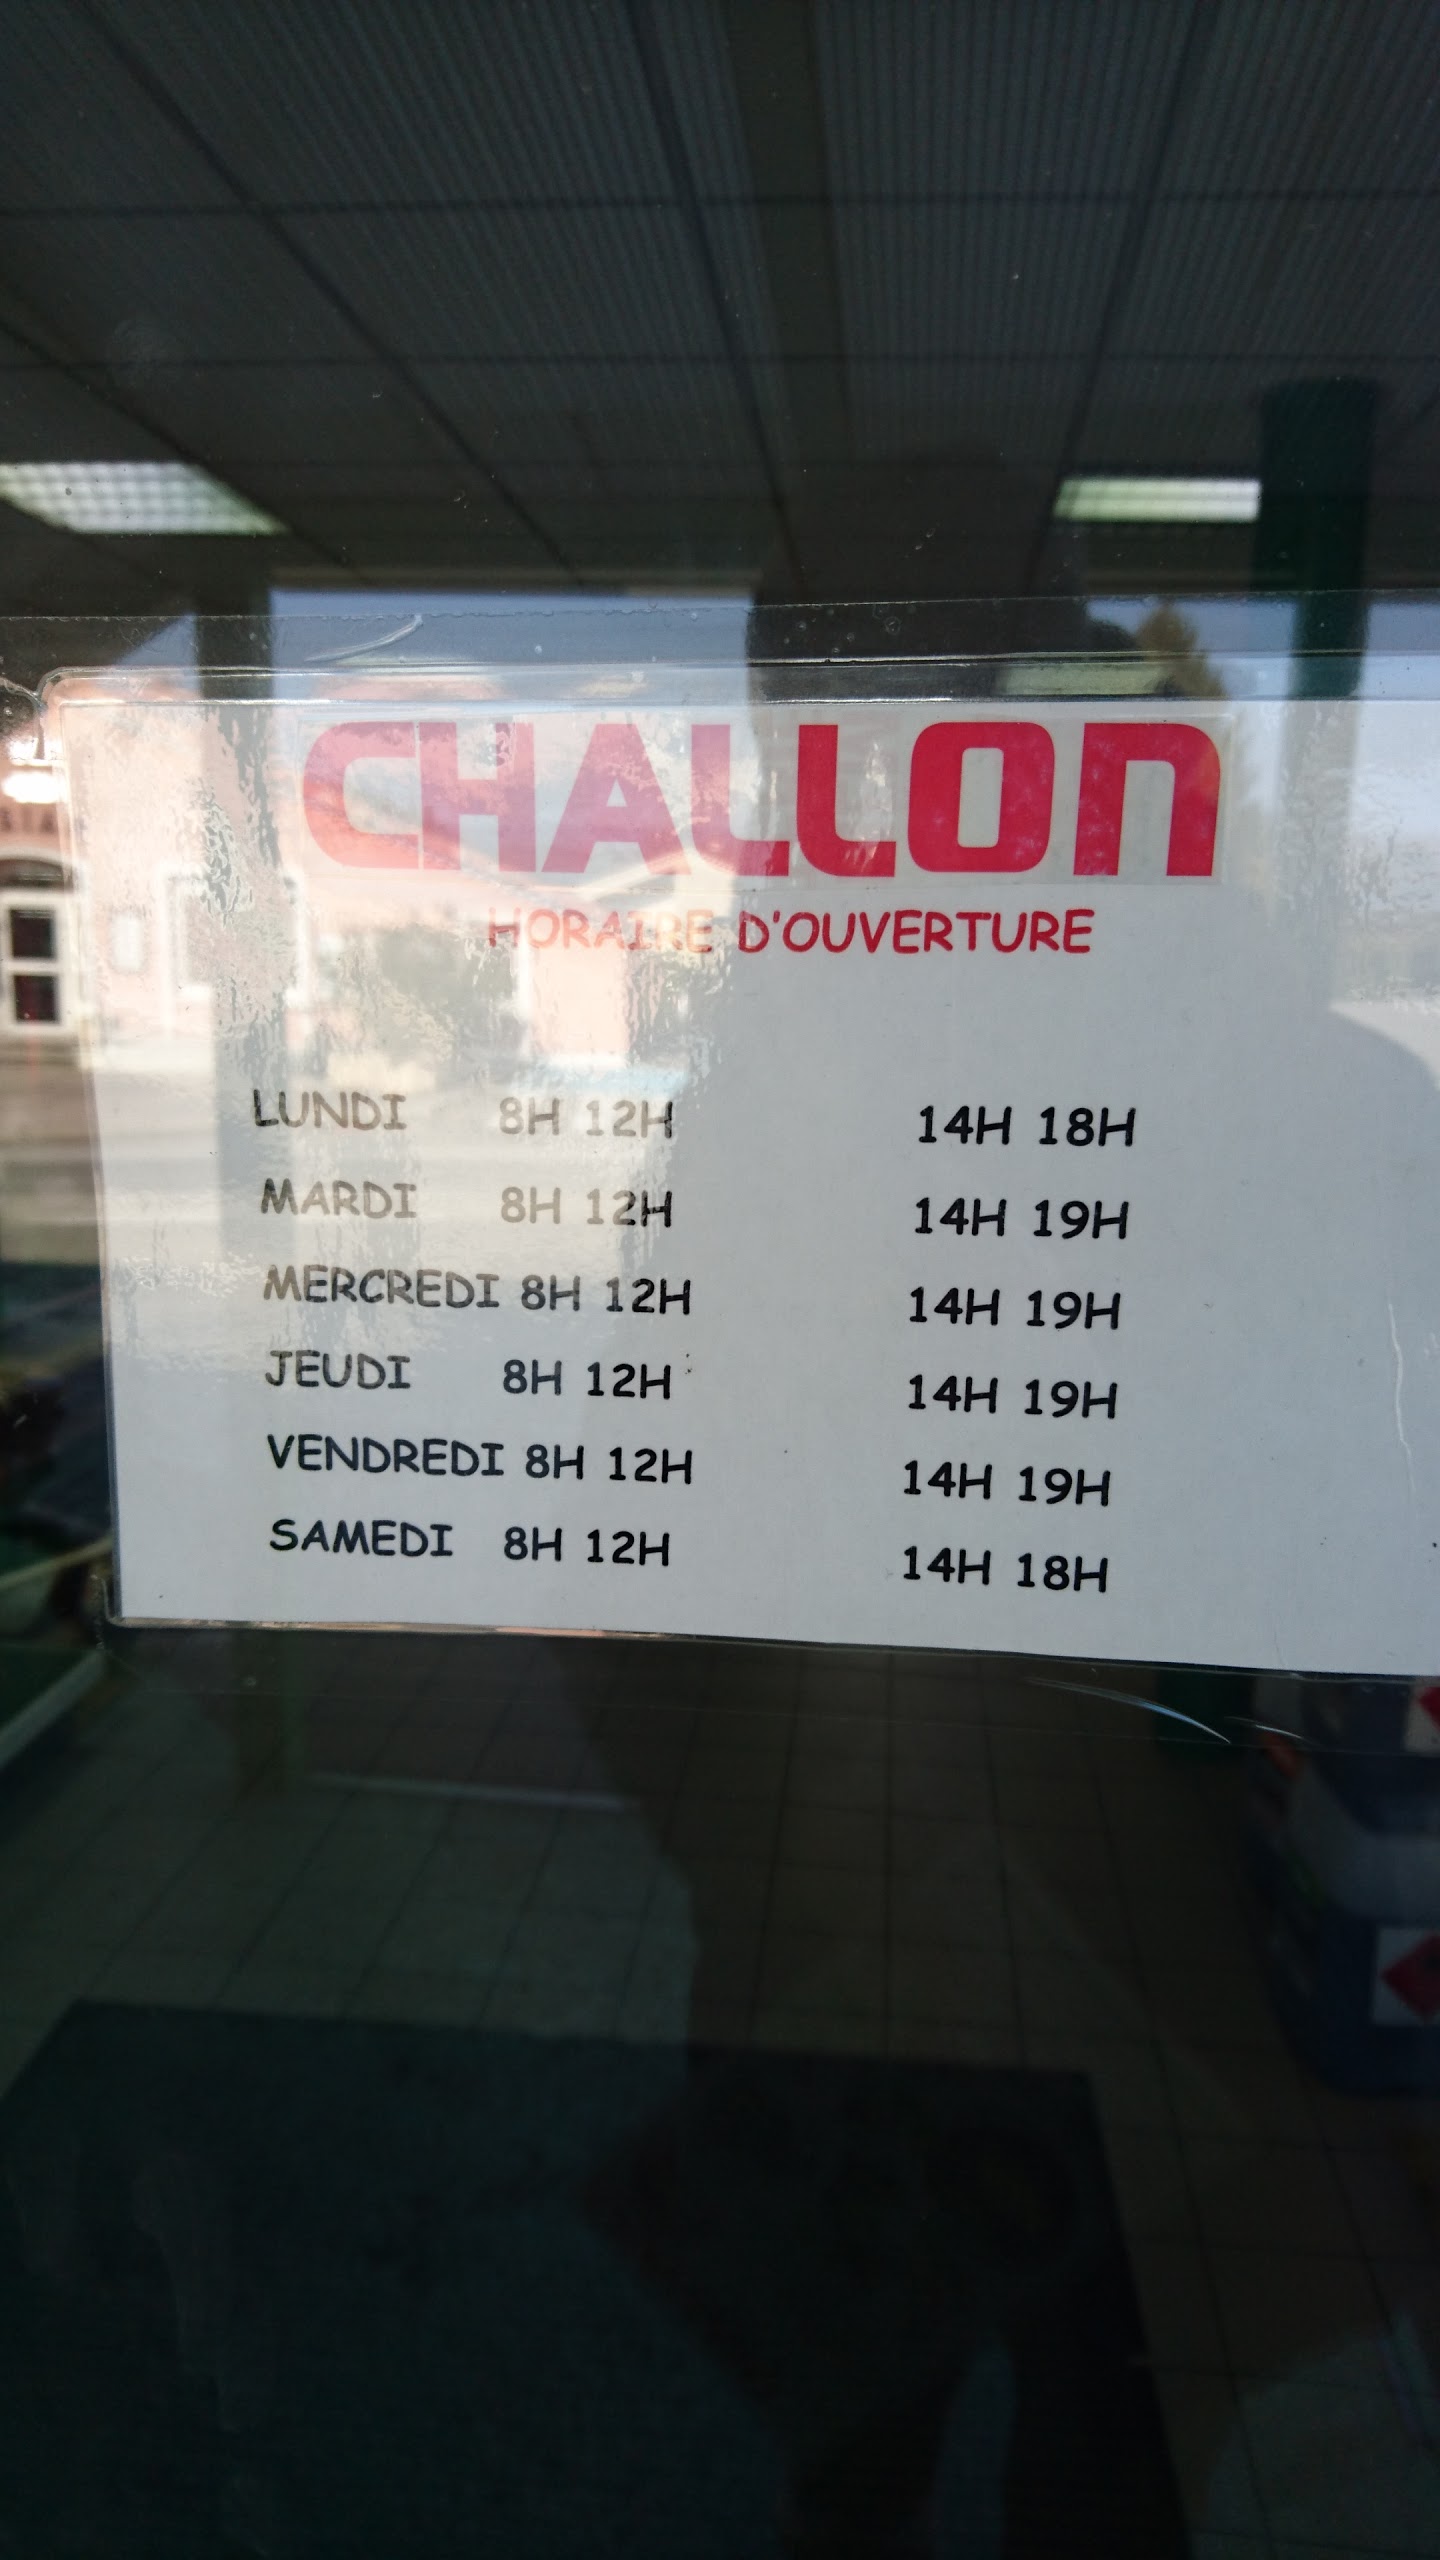 CHALLON
HORAIRE D'OUVERTURE
LUNDI 8H 12H 14H 18H
MARDI 8H 12H 14H 19H
MERCREDI 8H 12H 14H 19H
JEUDI 8H 12H 14H 19H
VENDREDI 8H 12H 14H 19H
SAMEDI 8H 12H 14H 18H